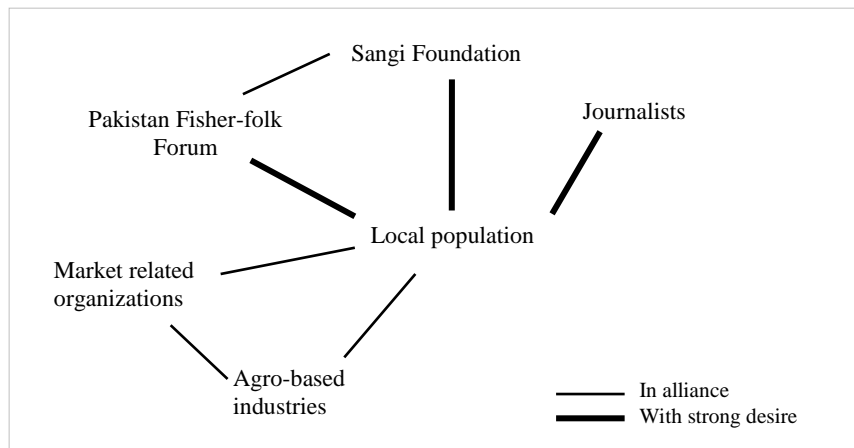 Sangi Foundation
Journalists
Pakistan Fisher-folk
Forum
Local population
Market related
organizations
Agro-based
industries
In alliance
With strong desire